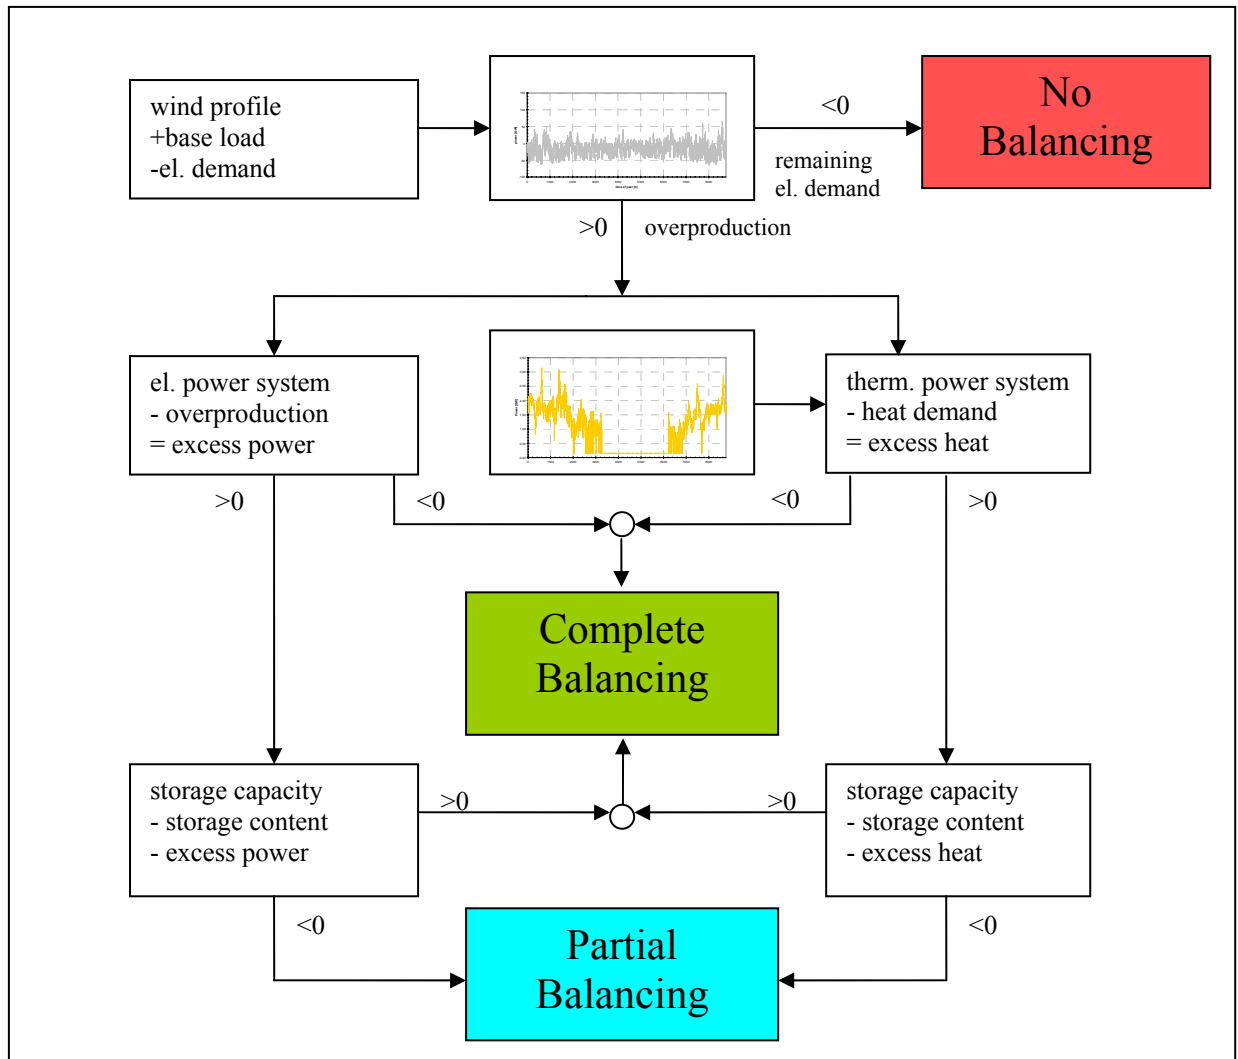 wind profile
+base load
-el. demand
<0
No
Balancing
remaining
el. demand
>0
overproduction
el. power system
- overproduction
= excess power
therm. power system
- heat demand
= excess heat
>0
<0
<0
>0
Complete
Balancing
storage capacity
- storage content
- excess power
>0
>0
storage capacity
- storage content
- excess heat
<0
Partial
Balancing
<0